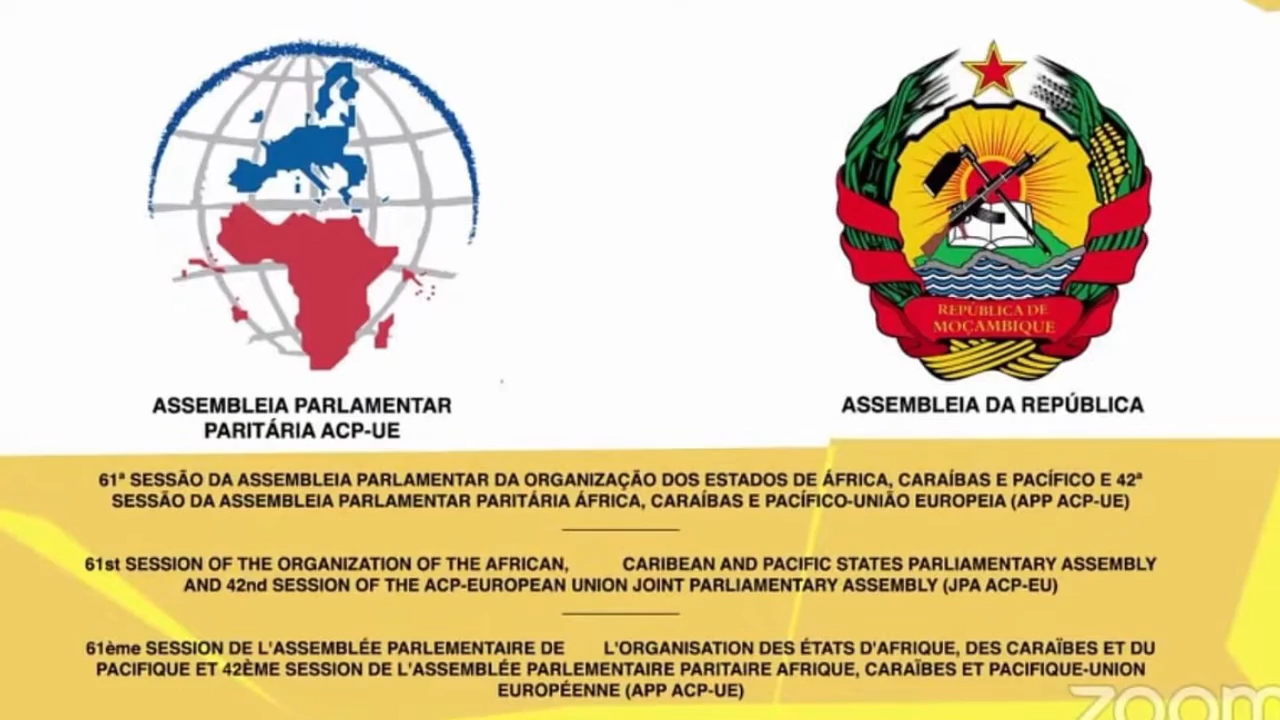 REPÚBLICA DE
MOÇAMBIQUE
ASSEMBLEIA PARLAMENTAR
PARITÁRIA ACP-UE
ASSEMBLEIA DA REPÚBLICA
61ª SESSÃO DA ASSEMBLEIA PARLAMENTAR DA ORGANIZAÇÃO DOS ESTADOS DE ÁFRICA, CARAÍBAS E PACÍFICO E 42ª
SESSÃO DA ASSEMBLEIA PARLAMENTAR PARITÁRIA ÁFRICA, CARAÍBAS E PACÍFICO-UNIÃO EUROPEIA (APP ACP-UE)
61st SESSION OF THE ORGANIZATION OF THE AFRICAN, CARIBEAN AND PACIFIC STATES PARLIAMENTARY ASSEMBLY
AND 42nd SESSION OF THE ACP-EUROPEAN UNION JOINT PARLIAMENTARY ASSEMBLY (JPA ACP-EU)
61ème SESSION DE L'ASSEMBLÉE PARLEMENTAIRE DE L'ORGANISATION DES ÉTATS D'AFRIQUE, DES CARAÏBES ET DU
PACIFIQUE ET 42ÈME SESSION DE L'ASSEMBLÉE PARLEMENTAIRE PARITAIRE AFRIQUE, CARAÏBES ET PACIFIQUE-UNION
EUROPÉENNE (APP ACP-UE)
zoom